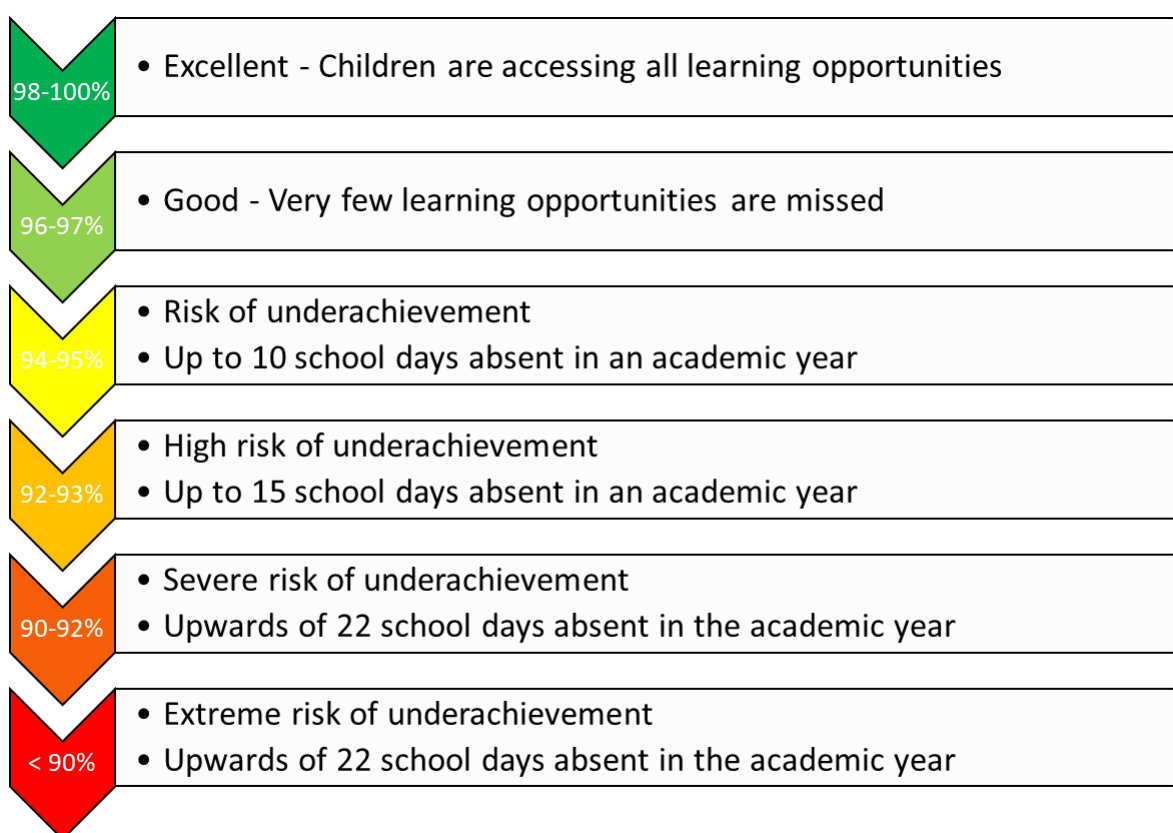 98-100%
• Excellent - Children are accessing all learning opportunities
96-97%
• Good - Very few learning opportunities are missed
94-95%
• Risk of underachievement
• Up to 10 school days absent in an academic year
92-93%
• High risk of underachievement
• Up to 15 school days absent in an academic year
90-92%
• Severe risk of underachievement
• Upwards of 22 school days absent in the academic year
< 90%
• Extreme risk of underachievement
• Upwards of 22 school days absent in the academic year